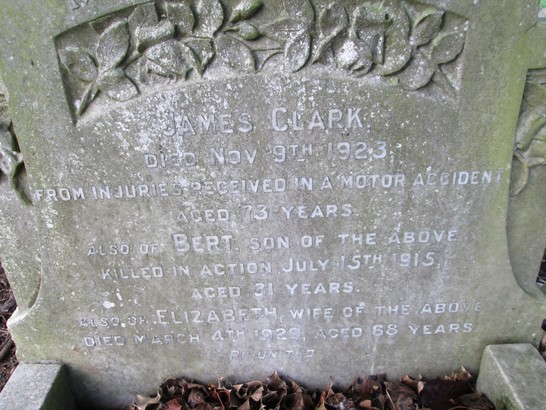 JAMES CLARK.
DIED NOV 9TH 1923.
FROM INJURIES RECEIVED IN A MOTOR ACCIDENT
AGED 73 YEARS.
ALSO OF BERT, SON OF THE ABOVE
KILLED IN ACTION JULY 15TH 1915,
AGED 31 YEARS.
ALSO OF ELIZABETH, WIFE OF THE ABOVE
DIED MARCH 4TH 1929, AGED 68 YEARS
REUNITED